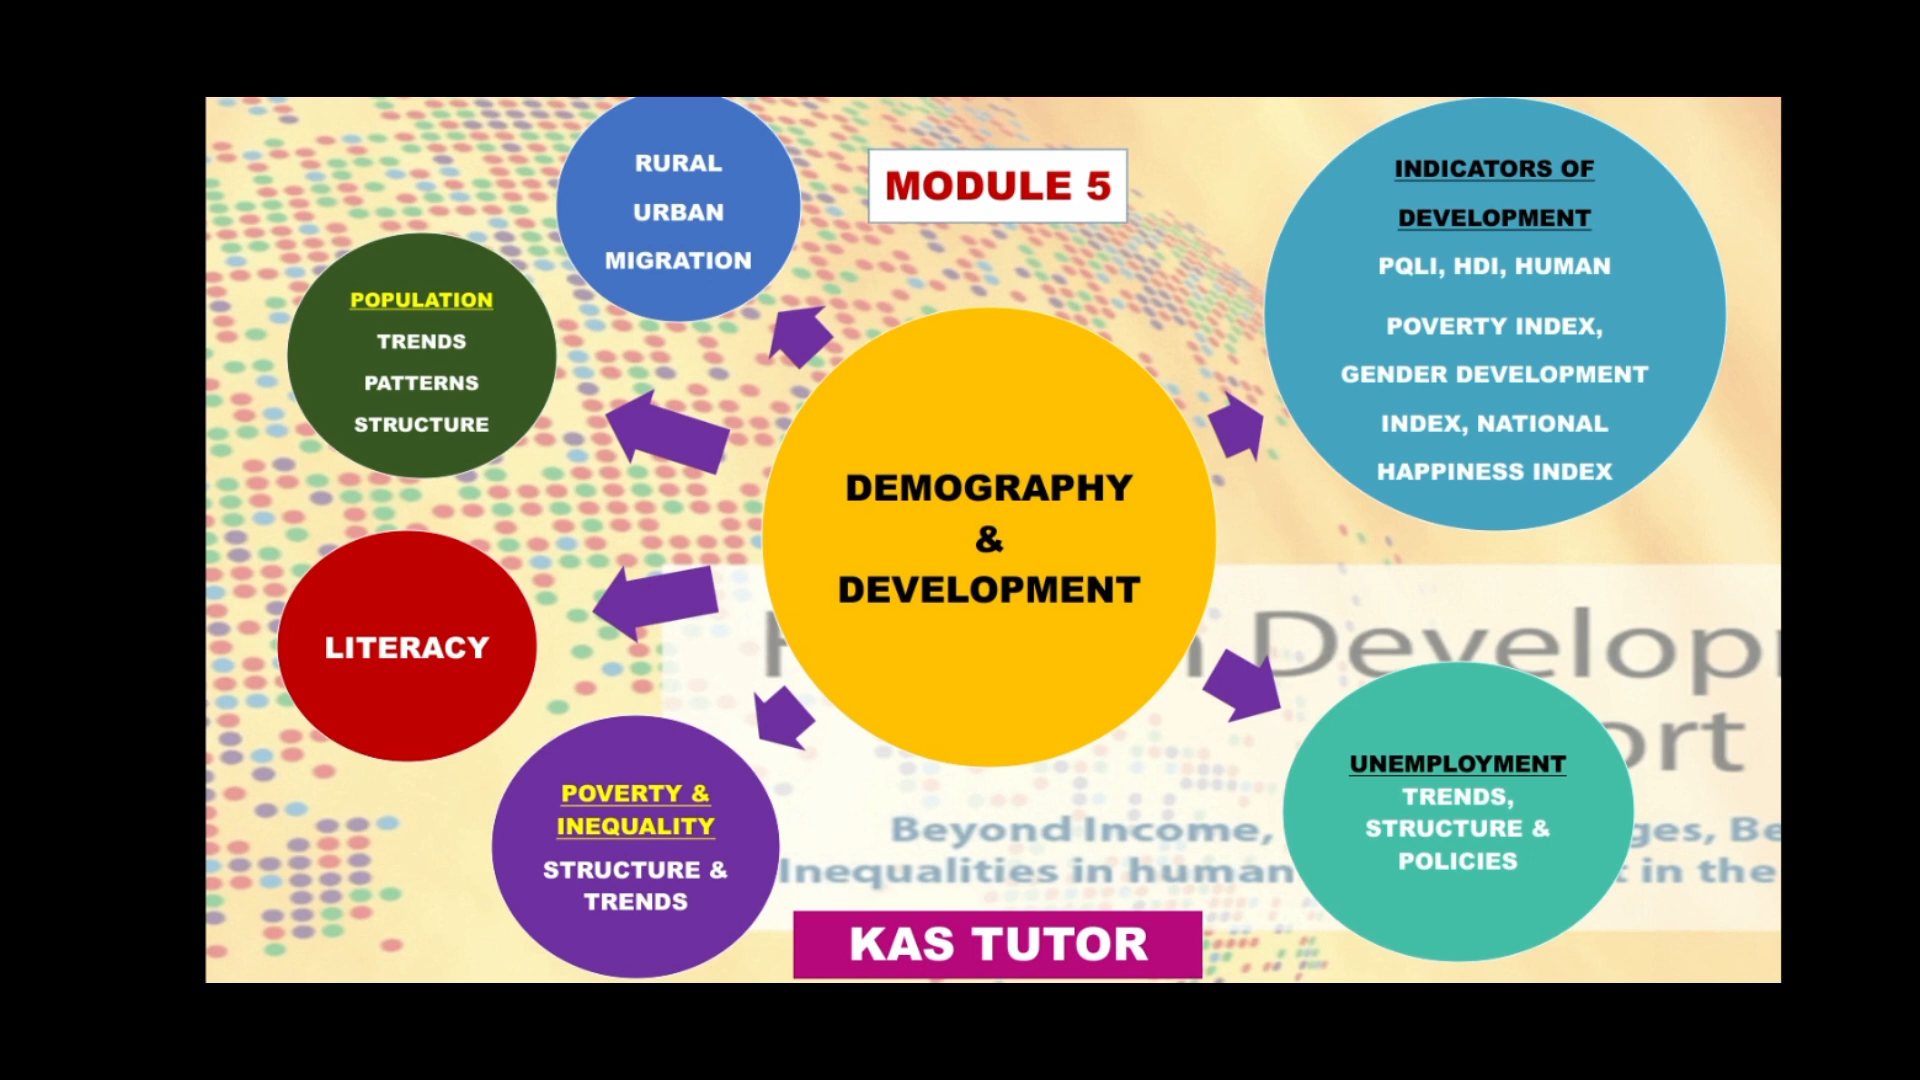 MODULE 5
RURAL
URBAN
MIGRATION
INDICATORS OF
DEVELOPMENT
PQLI, HDI, HUMAN
POVERTY INDEX,
GENDER DEVELOPMENT
INDEX, NATIONAL
HAPPINESS INDEX
POPULATION
TRENDS
PATTERNS
STRUCTURE
DEMOGRAPHY
&
DEVELOPMENT
LITERACY
POVERTY &
INEQUALITY
STRUCTURE &
TRENDS
UNEMPLOYMENT
TRENDS,
STRUCTURE &
POLICIES
Beyond Income,
Inequalities in human
in the
KAS TUTOR